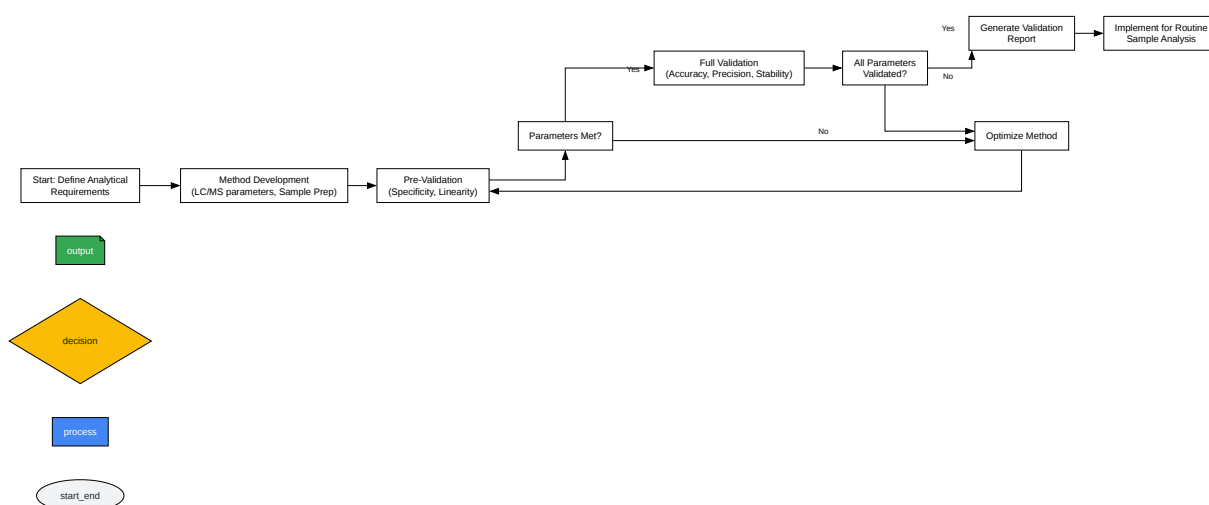 Yes
Generate Validation
Report
Implement for Routine
Sample Analysis
Yes
Full Validation
(Accuracy, Precision, Stability)
All Parameters
Validated?
No
Parameters Met?
No
Optimize Method
Start: Define Analytical
Requirements
Method Development
(LC/MS parameters, Sample Prep)
Pre-Validation
(Specificity, Linearity)
output
decision
process
start_end